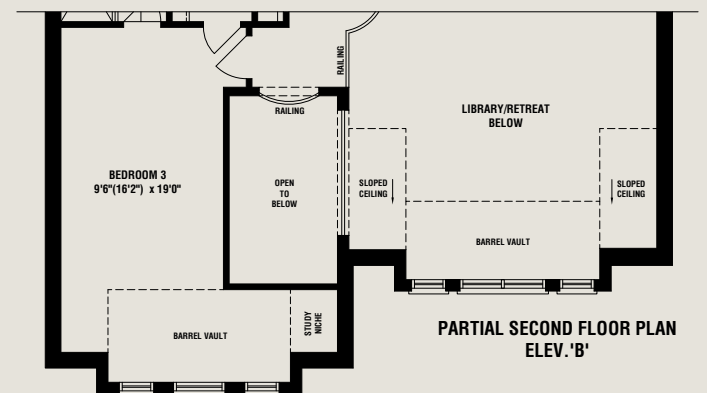 RAILING
RAILING
LIBRARY/RETREAT
BELOW
BEDROOM 3
9'6"(16'2") x 19'0"
OPEN
TO
BELOW
SLOPED
CEILING
SLOPED
CEILING
BARREL VAULT
STUDY
NICHE
BARREL VAULT
PARTIAL SECOND FLOOR PLAN
ELEV.'B'